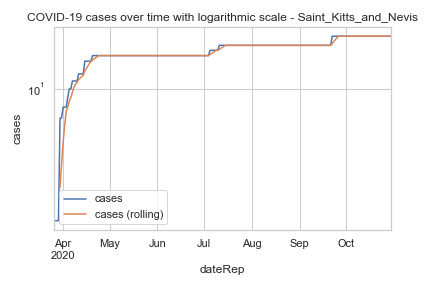 COVID-19 cases over time with logarithmic scale - Saint_Kitts_and_Nevis
10¹
cases
cases
cases (rolling)
Apr
2020
May
Jun
Jul
Aug
Sep
Oct
dateRep